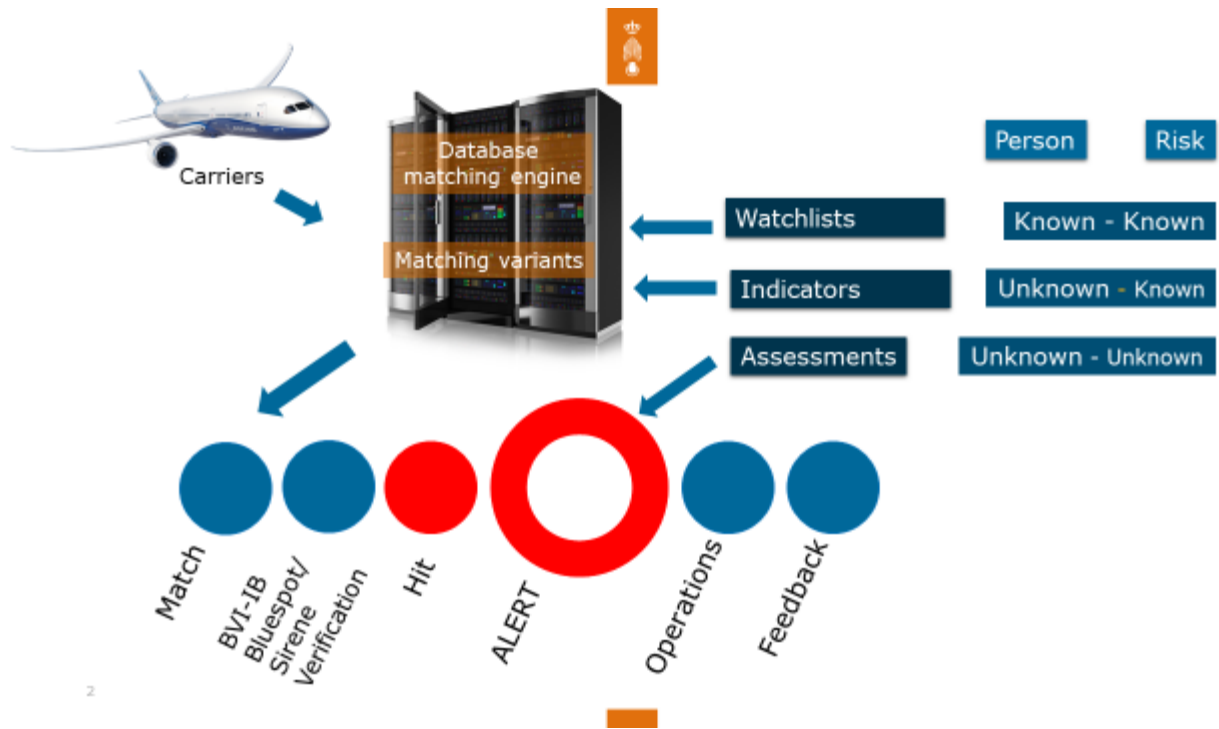 Carriers
Database
matching engine
Matching variants
Person
Risk
Watchlists
Known - Known
Indicators
Unknown - Known
Assessments
Unknown - Unknown
Match
BVI-IB
Bluespot/
Sirene
Verification
Hit
ALERT
Operations
Feedback
2